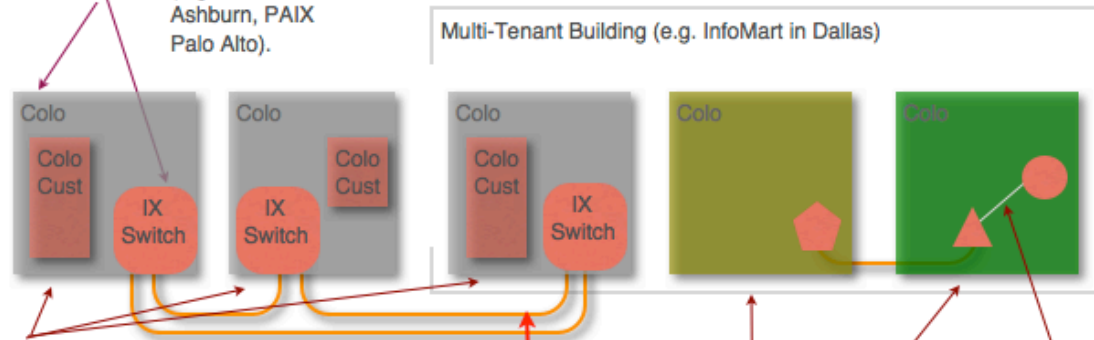 Ashburn, PAIX
Palo Alto).
Multi-Tenant Building (e.g. InfoMart in Dallas)
Colo
Colo
Cust
IX
Switch
Colo
Colo
Cust
IX
Switch
Colo
Colo
Cust
IX
Switch
Colo
Colo